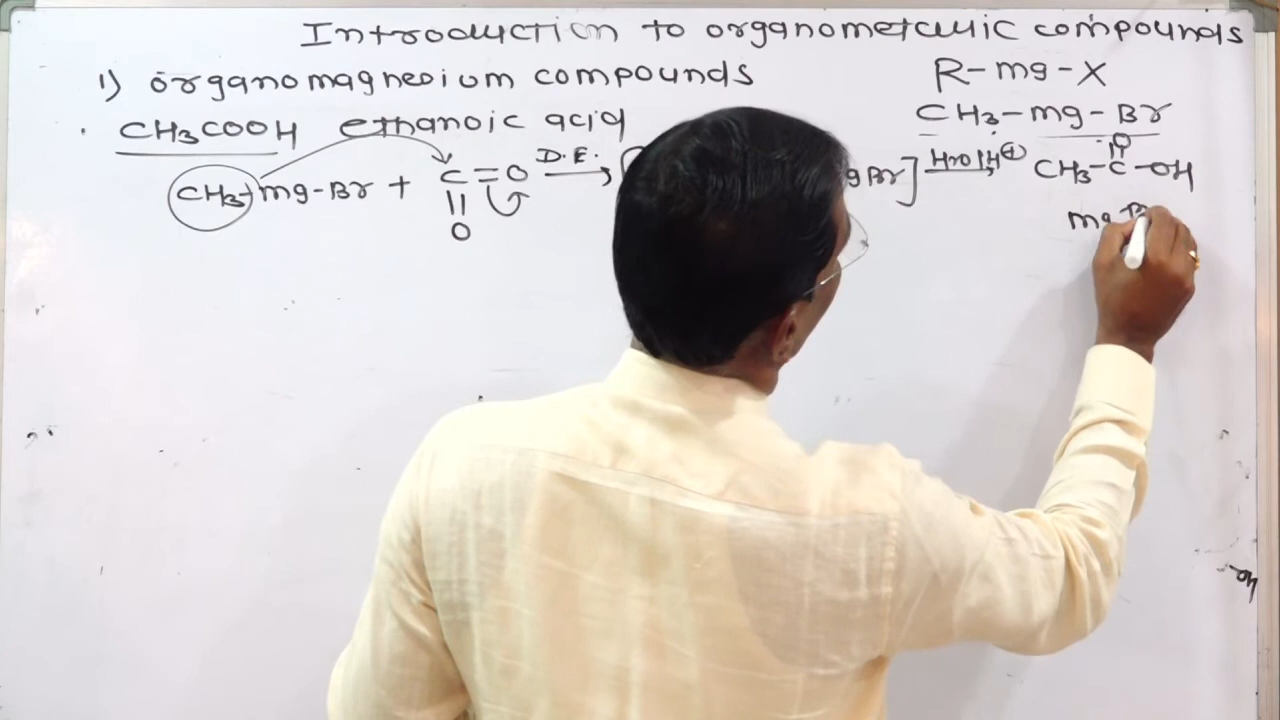 Introduction to organometallic compounds
1) organomagnesium compounds R-mg-X
CH3COOH ethanoic acid CH3-mg-Br
CH3-mg-Br + C=O D.E. gBr] H2O/H⊕ CH3-C-OH
O
O
mg